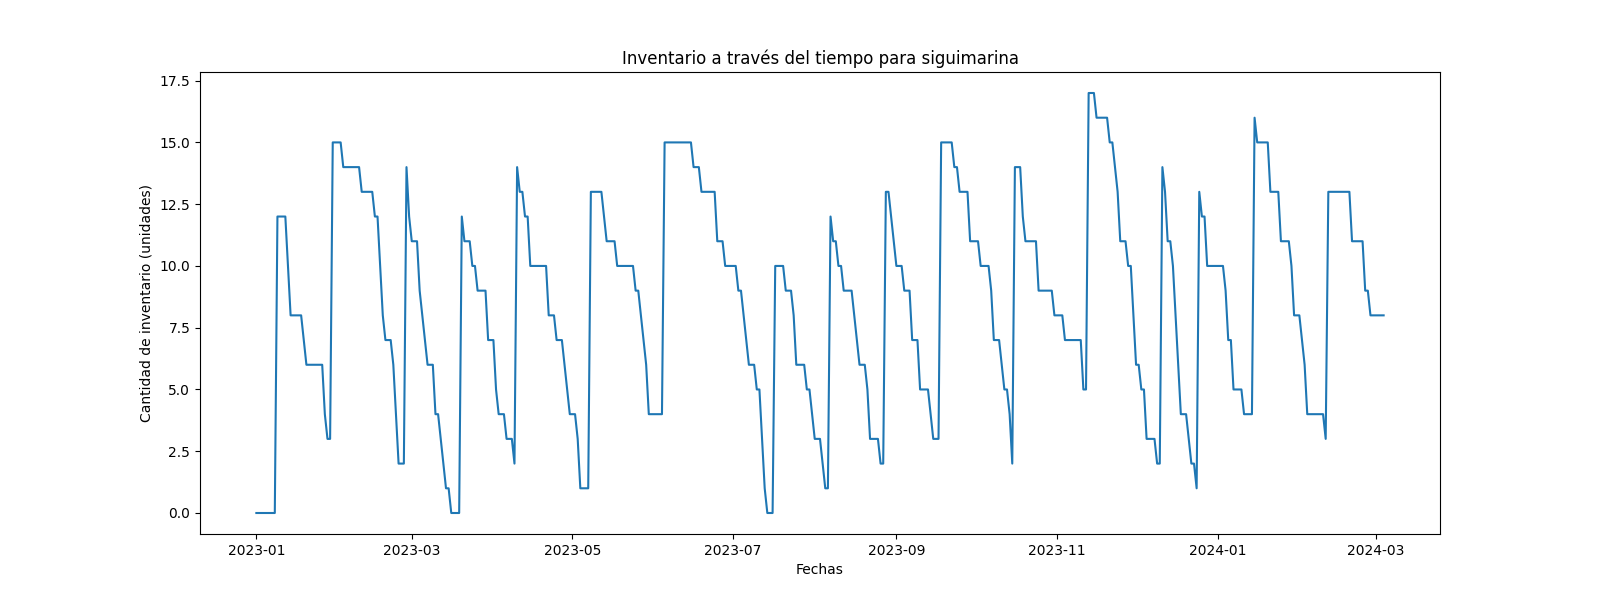 Inventario a través del tiempo para siguimarina
17.5
15.0
12.5
10.0
7.5
5.0
2.5
0.0
Cantidad de inventario (unidades)
2023-01 2023-03 2023-05 2023-07 2023-09 2023-11 2024-01 2024-03
Fechas